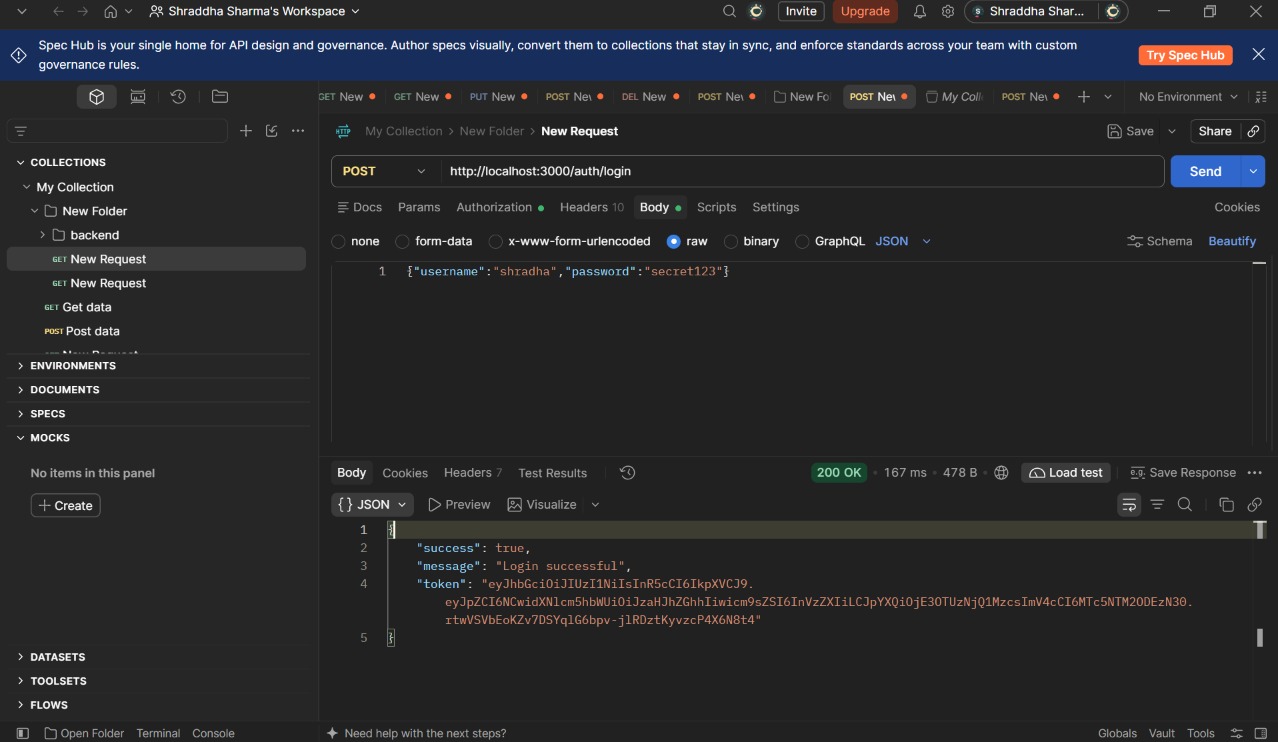 Shraddha Sharma's Workspace
Invite
Upgrade
Shraddha Shar...
Spec Hub is your single home for API design and governance. Author specs visually, convert them to collections that stay in sync, and enforce standards across your team with custom
governance rules.
Try Spec Hub
GET New
GET New
PUT New
POST Nev
DEL New
POST Nev
New Fo
POST Nev
My Coll
POST Nev
No Environment
COLLECTIONS
My Collection
New Folder
backend
GET New Request
GET New Request
GET Get data
POST Post data
ENVIRONMENTS
DOCUMENTS
SPECS
MOCKS
No items in this panel
+ Create
DATASETS
TOOLSETS
FLOWS
HTTP
My Collection > New Folder > New Request
Save
Share
POST
http://localhost:3000/auth/login
Send
Docs
Params
Authorization
Headers 10
Body
Scripts
Settings
Cookies
none
form-data
x-www-form-urlencoded
raw
binary
GraphQL
JSON
Schema
Beautify
1 {"username":"shradha","password":"secret123"}
Body
Cookies
Headers 7
Test Results
200 OK
167 ms
478 B
Load test
e.g. Save Response
{} JSON
Preview
Visualize
1 {
2 "success": true,
3 "message": "Login successful",
4 "token": "eyJhbGciOiJIUzI1NiIsInR5cCI6IkpXVCJ9.
eyJpZCI6NCwidXNlcm5hbWUiOiJzaHJhZGhhIiwicm9sZSI6InVzZXIiLCJpYXQiOjE3OTUzNjQ1MzcsImV4cCI6MTc5NTM2ODEzN30.
rtwVSVbEoKZv7DSYqlG6bpv-jlRDztKyvzcP4X6N8t4"
5 }
Open Folder
Terminal
Console
Need help with the next steps?
Globals
Vault
Tools